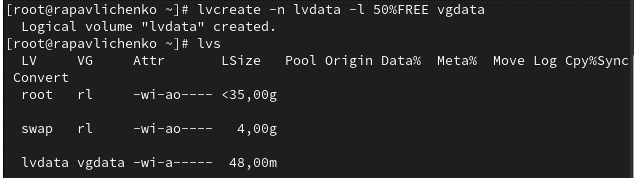 [root@rapavlichenko ~]# lvcreate -n lvdata -l 50%FREE vgdata
  Logical volume "lvdata" created.
[root@rapavlichenko ~]# lvs
  LV     VG     Attr       LSize   Pool Origin Data%  Meta%  Move Log Cpy%Sync
 Convert
  root   rl     -wi-ao---- <35,00g
  swap   rl     -wi-ao----   4,00g
  lvdata vgdata -wi-a-----  48,00m